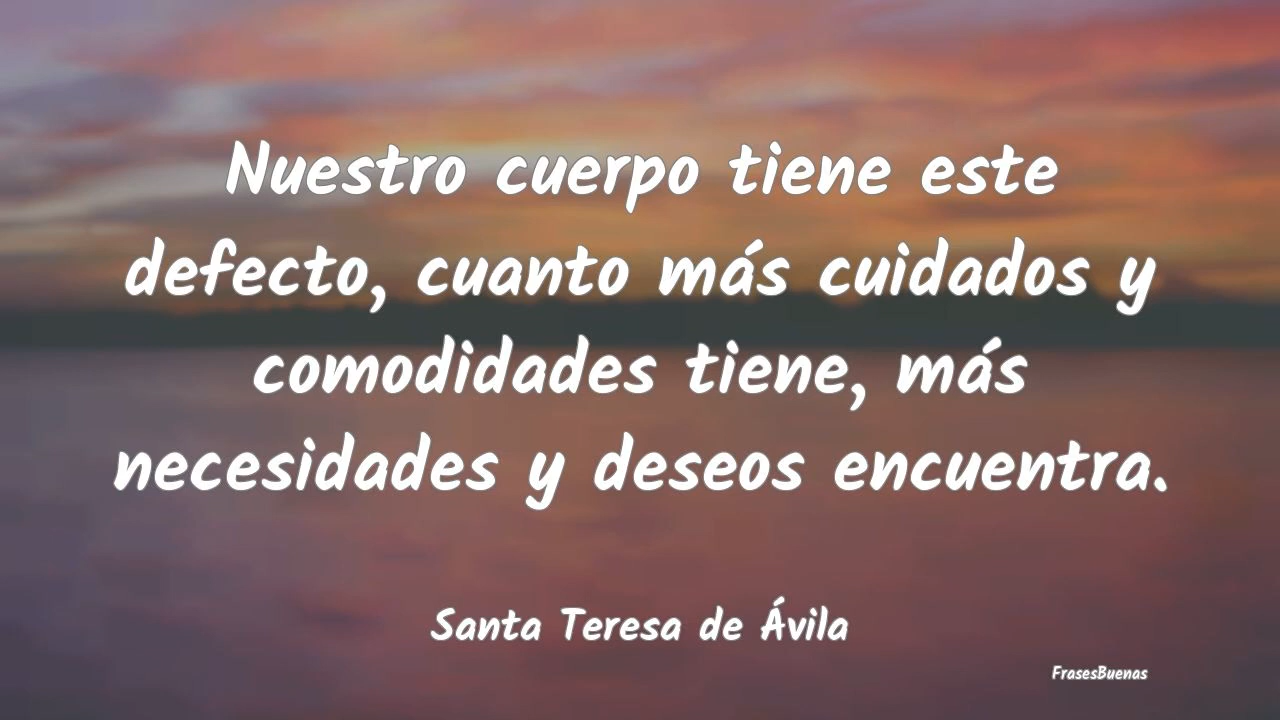 Nuestro cuerpo tiene este
defecto, cuanto más cuidados y
comodidades tiene, más
necesidades y deseos encuentra.
Santa Teresa de Ávila
FrasesBuenas